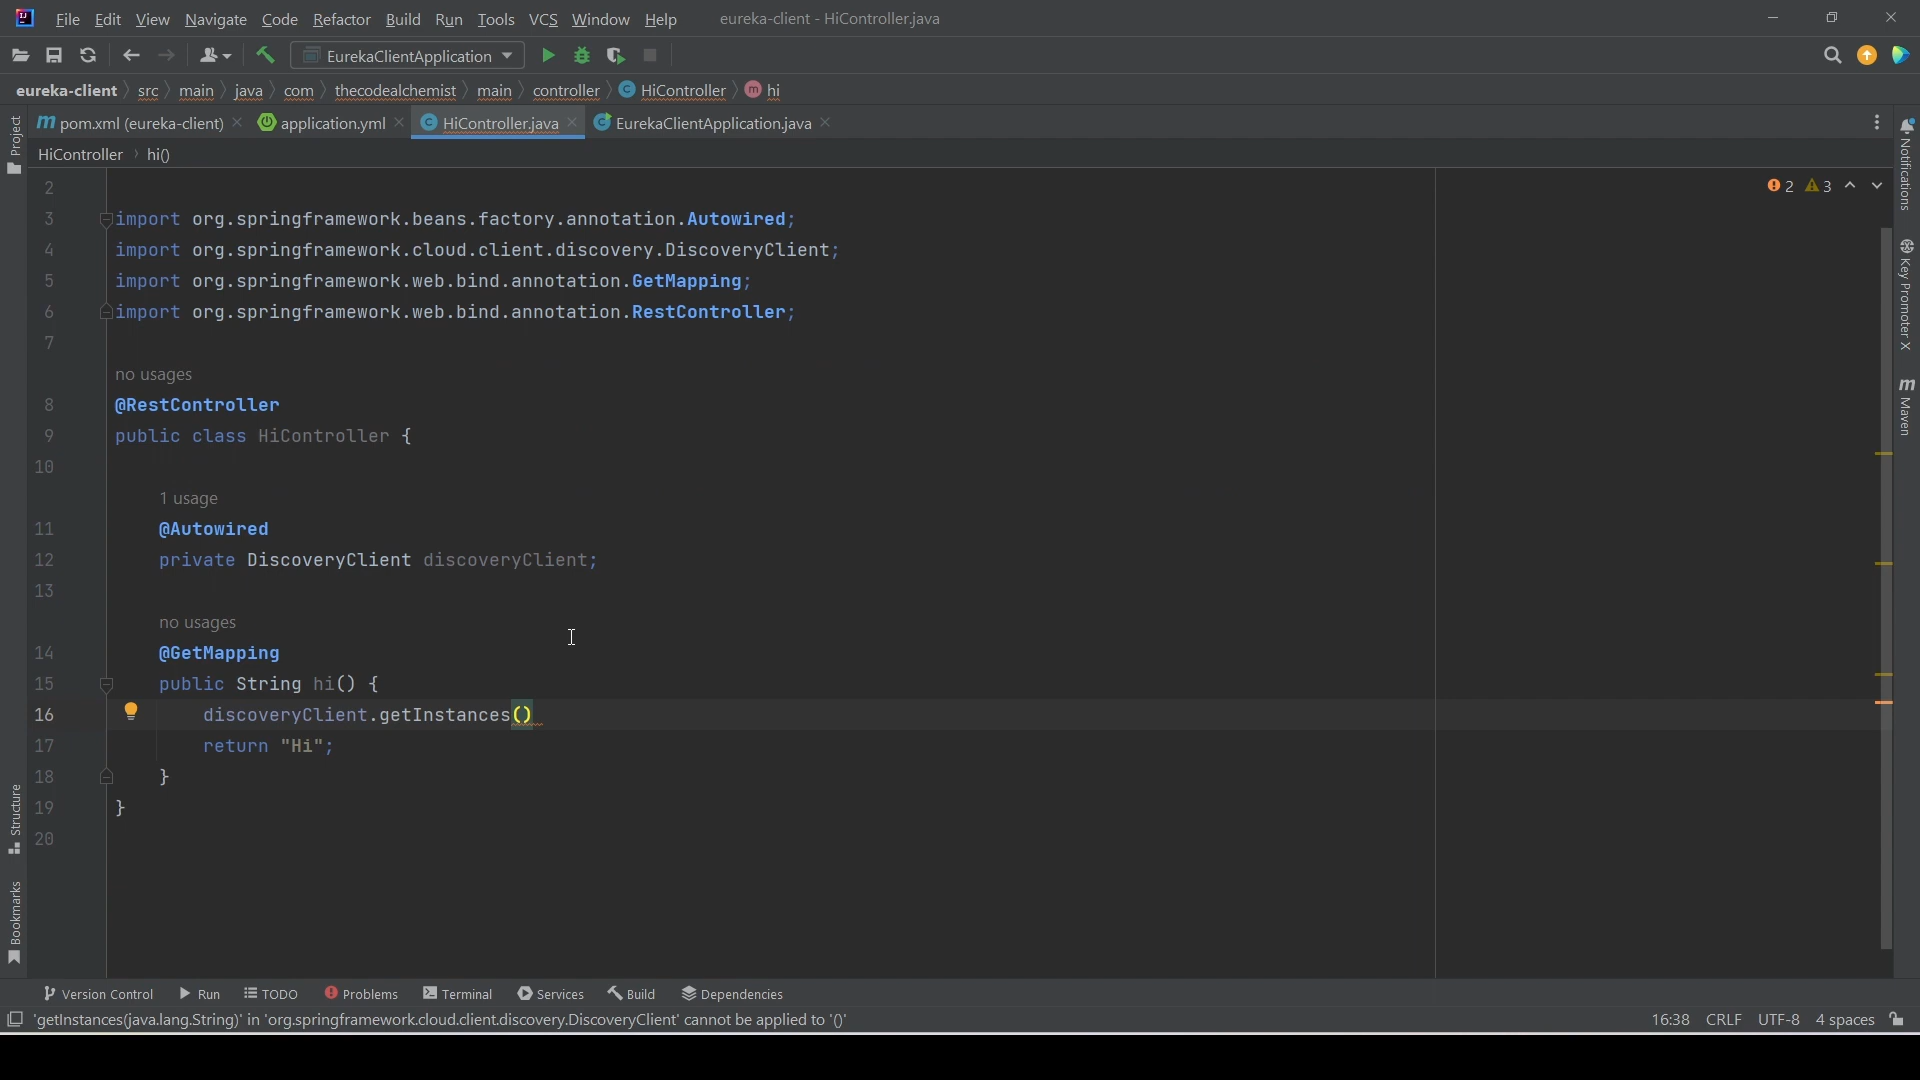 File Edit View Navigate Code Refactor Build Run Tools VCS Window Help eureka-client - HiController.java
EurekaClientApplication
eureka-client src main java com thecodealchemist main controller HiController hi
pom.xml (eureka-client) application.yml HiController.java EurekaClientApplication.java
HiController hi()
2
2 3
3 import org.springframework.beans.factory.annotation.Autowired;
4 import org.springframework.cloud.client.discovery.DiscoveryClient;
5 import org.springframework.web.bind.annotation.GetMapping;
6 import org.springframework.web.bind.annotation.RestController;
7
no usages
8 @RestController
9 public class HiController {
10
1 usage
11 @Autowired
12 private DiscoveryClient discoveryClient;
13
no usages
14 @GetMapping
15 public String hi() {
16 discoveryClient.getInstances()
17 return "Hi";
18 }
19 }
20
Project
Structure
Bookmarks
Notifications
Key Promoter X
Maven
Version Control Run TODO Problems Terminal Services Build Dependencies
'getInstances(java.lang.String)' in 'org.springframework.cloud.client.discovery.DiscoveryClient' cannot be applied to '()' 16:38 CRLF UTF-8 4 spaces